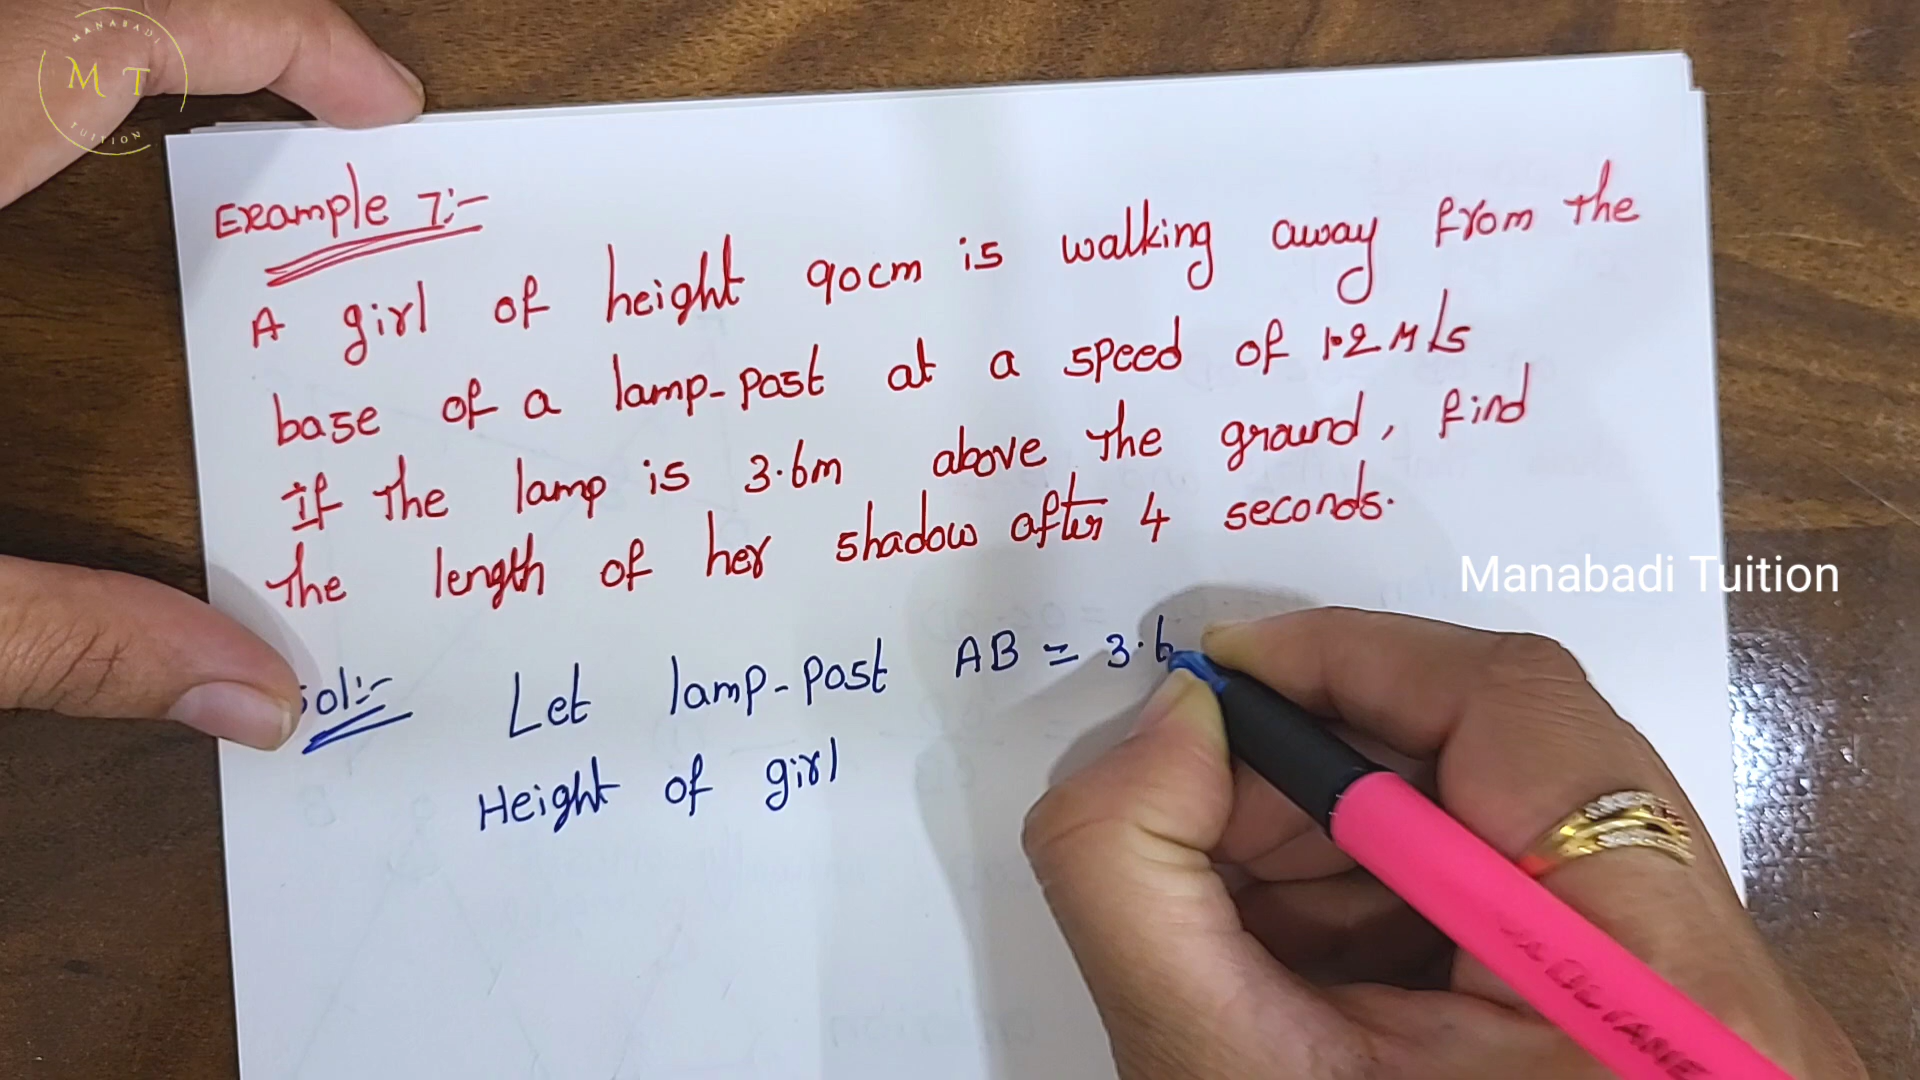 MANABADI
M T
TUITION
Example 7:-
A girl of height 90cm is walking away from the
base of a lamp-post at a speed of 1.2 M/s
if the lamp is 3.6m above the ground, find
the length of her shadow after 4 seconds.
Manabadi Tuition
Sol:- Let lamp-post AB = 3.6
Height of girl